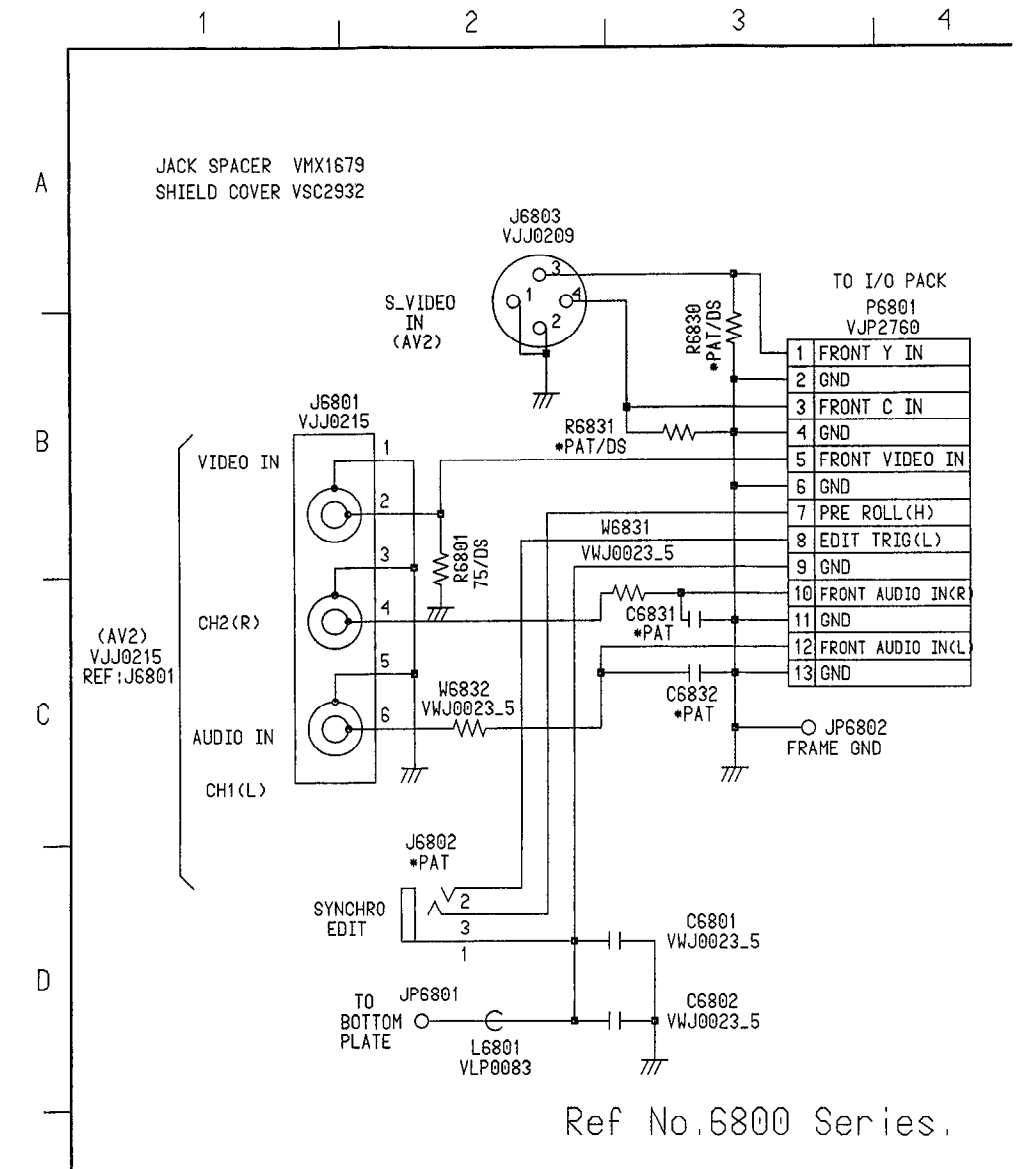 1 2 3 4
A
B
C
D
JACK SPACER VMX1679
SHIELD COVER VSC2932
J6803
VJJ0209
3
1 4
2
S_VIDEO
IN
(AV2)
R6830
*PAT/DS
TO I/O PACK
P6801
VJP2760
1 FRONT Y IN
2 GND
3 FRONT C IN
4 GND
5 FRONT VIDEO IN
6 GND
7 PRE ROLL(H)
8 EDIT TRIG(L)
9 GND
10 FRONT AUDIO IN(R)
11 GND
12 FRONT AUDIO IN(L
13 GND
R6831
*PAT/DS
J6801
VJJ0215
VIDEO IN
1
2
3
4
5
6
R6801
75/DS
CH2(R)
(AV2)
VJJ0215
REF:J6801
AUDIO IN
CH1(L)
W6831
VWJ0023_5
C6831
*PAT
W6832
VWJ0023_5
C6832
*PAT
JP6802
FRAME GND
J6802
*PAT
SYNCHRO
EDIT
2
3
1
C6801
VWJ0023_5
TO
BOTTOM
PLATE
JP6801
L6801
VLP0083
C6802
VWJ0023_5
Ref No.6800 Series.